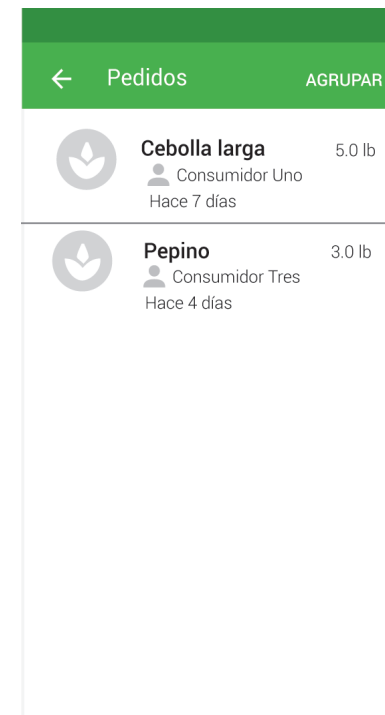 Pedidos AGRUPAR
Cebolla larga 5.0 lb
Consumidor Uno
Hace 7 días
Pepino 3.0 lb
Consumidor Tres
Hace 4 días